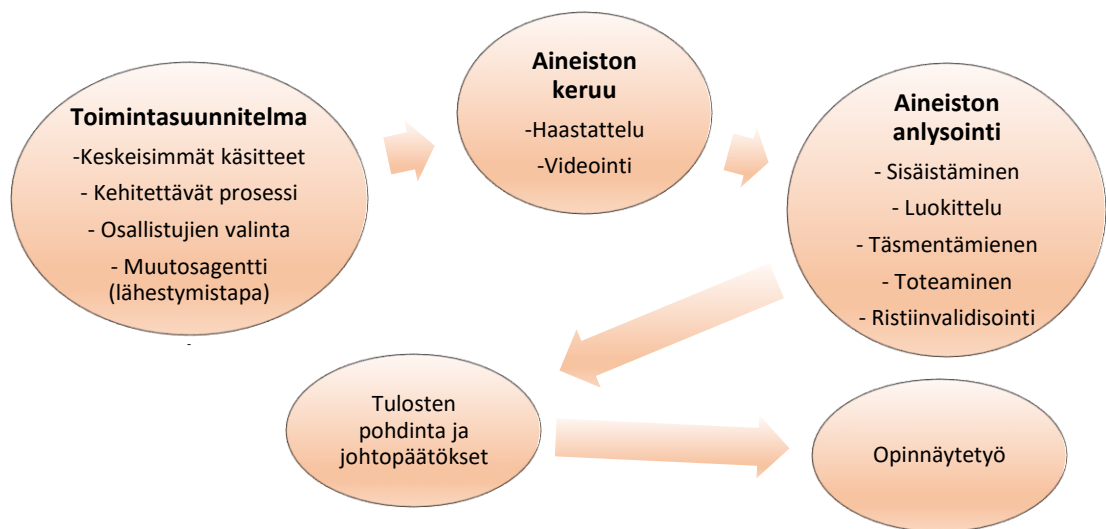 Toimintasuunnitelma
-Keskeisimmät käsitteet
- Kehitettävät prosessi
- Osallistujien valinta
- Muutosagentti
(lähestymistapa)
-
Aineiston
keruu
-Haastattelu
-Videointi
Aineiston
anlysointi
- Sisäistäminen
- Luokittelu
- Täsmentämienen
- Toteaminen
- Ristiinvalidisointi
Tulosten
pohdinta ja
johtopäätökset
Opinnäytetyö